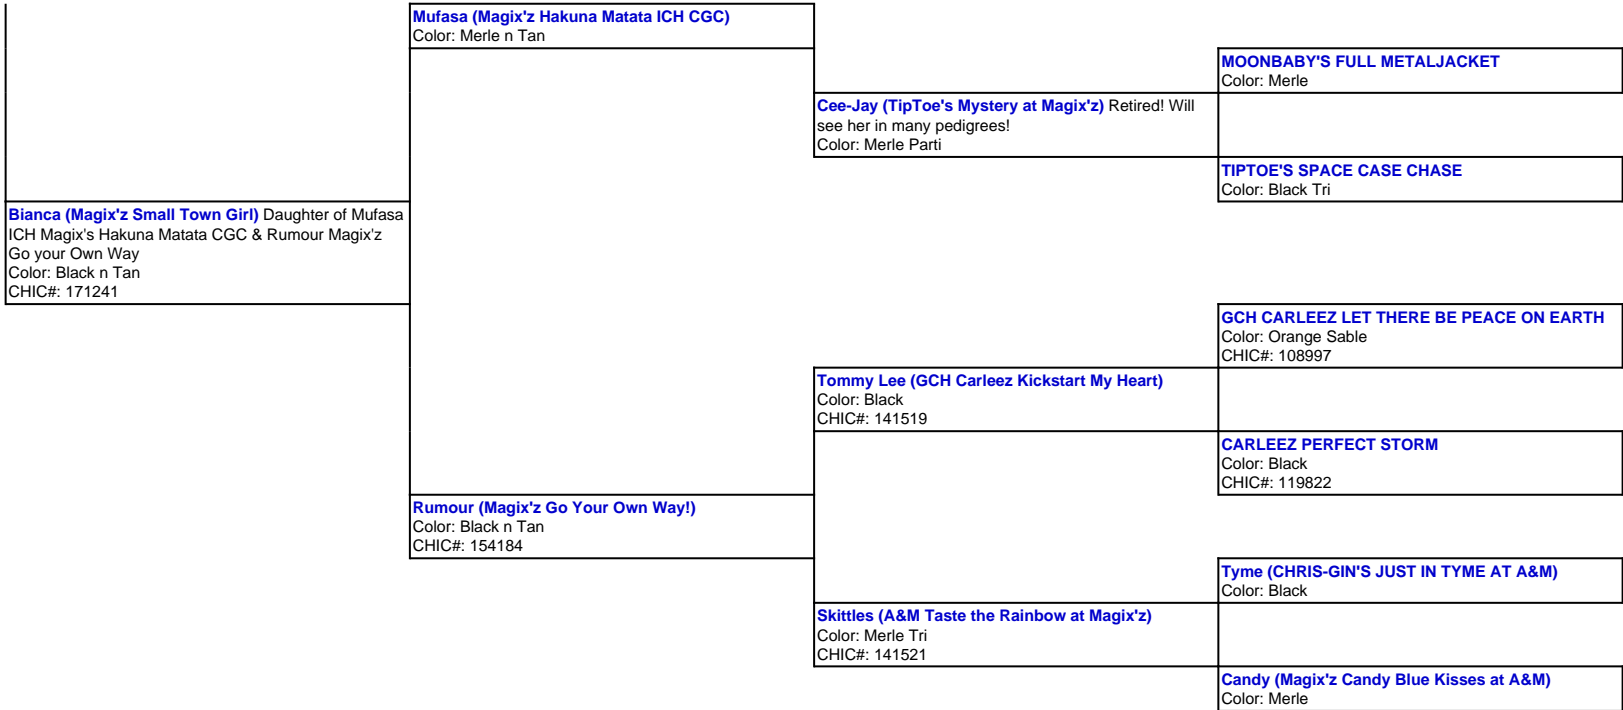 Mufasa (Magix'z Hakuna Matata ICH CGC)
Color: Merle n Tan
MOONBABY'S FULL METALJACKET
Color: Merle
Cee-Jay (TipToe's Mystery at Magix'z) Retired! Will
see her in many pedigrees!
Color: Merle Parti
TIPTOE'S SPACE CASE CHASE
Color: Black Tri
Bianca (Magix'z Small Town Girl) Daughter of Mufasa
ICH Magix's Hakuna Matata CGC & Rumour Magix'z
Go your Own Way
Color: Black n Tan
CHIC#: 171241
GCH CARLEEZ LET THERE BE PEACE ON EARTH
Color: Orange Sable
CHIC#: 108997
Tommy Lee (GCH Carleez Kickstart My Heart)
Color: Black
CHIC#: 141519
CARLEEZ PERFECT STORM
Color: Black
CHIC#: 119822
Rumour (Magix'z Go Your Own Way!)
Color: Black n Tan
CHIC#: 154184
Tyme (CHRIS-GIN'S JUST IN TYME AT A&M)
Color: Black
Skittles (A&M Taste the Rainbow at Magix'z)
Color: Merle Tri
CHIC#: 141521
Candy (Magix'z Candy Blue Kisses at A&M)
Color: Merle